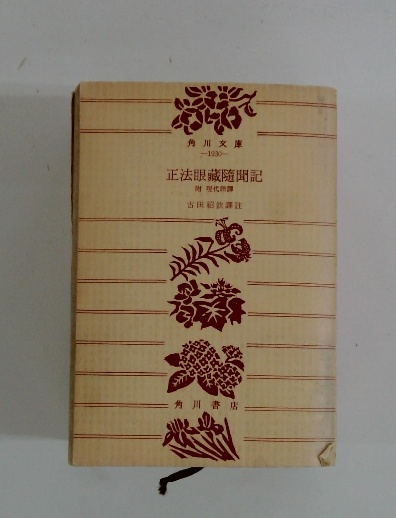 角川文庫
—1930—
正法眼蔵随聞記
附 現代語譯
古田紹欽譯註
角川書店